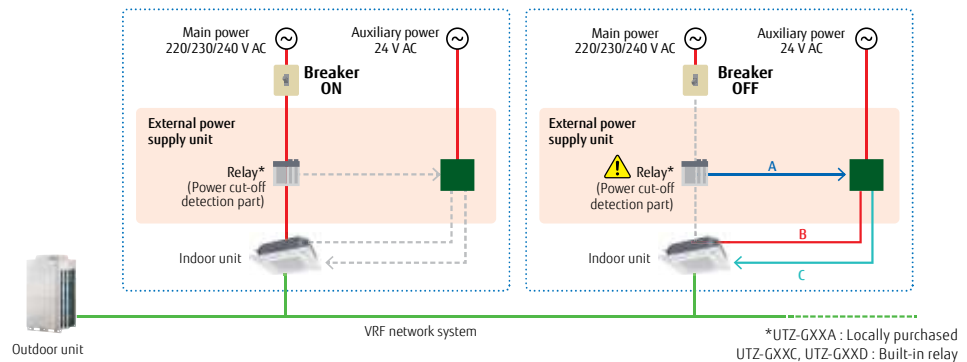 Main power
220/230/240 V AC
Auxiliary power
24 V AC
Breaker
ON
External power
supply unit
Relay*
(Power cut-off
detection part)
Indoor unit
Main power
220/230/240 V AC
Auxiliary power
24 V AC
Breaker
OFF
External power
supply unit
Relay*
(Power cut-off
detection part)
A
B
C
Indoor unit
Outdoor unit
VRF network system
*UTZ-GXXA : Locally purchased
UTZ-GXXC, UTZ-GXXD : Built-in relay